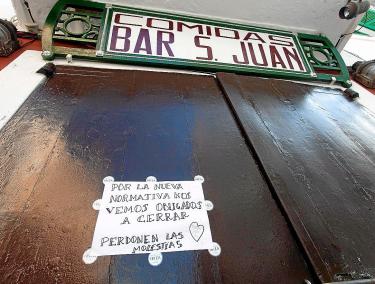 COMIDAS
BAR S. JUAN
POR LA NUEVA
NORMATIVA NOS
VEMOS OBLIGADOS
A CERRAR
PERDONEN LAS
MOLESTIAS